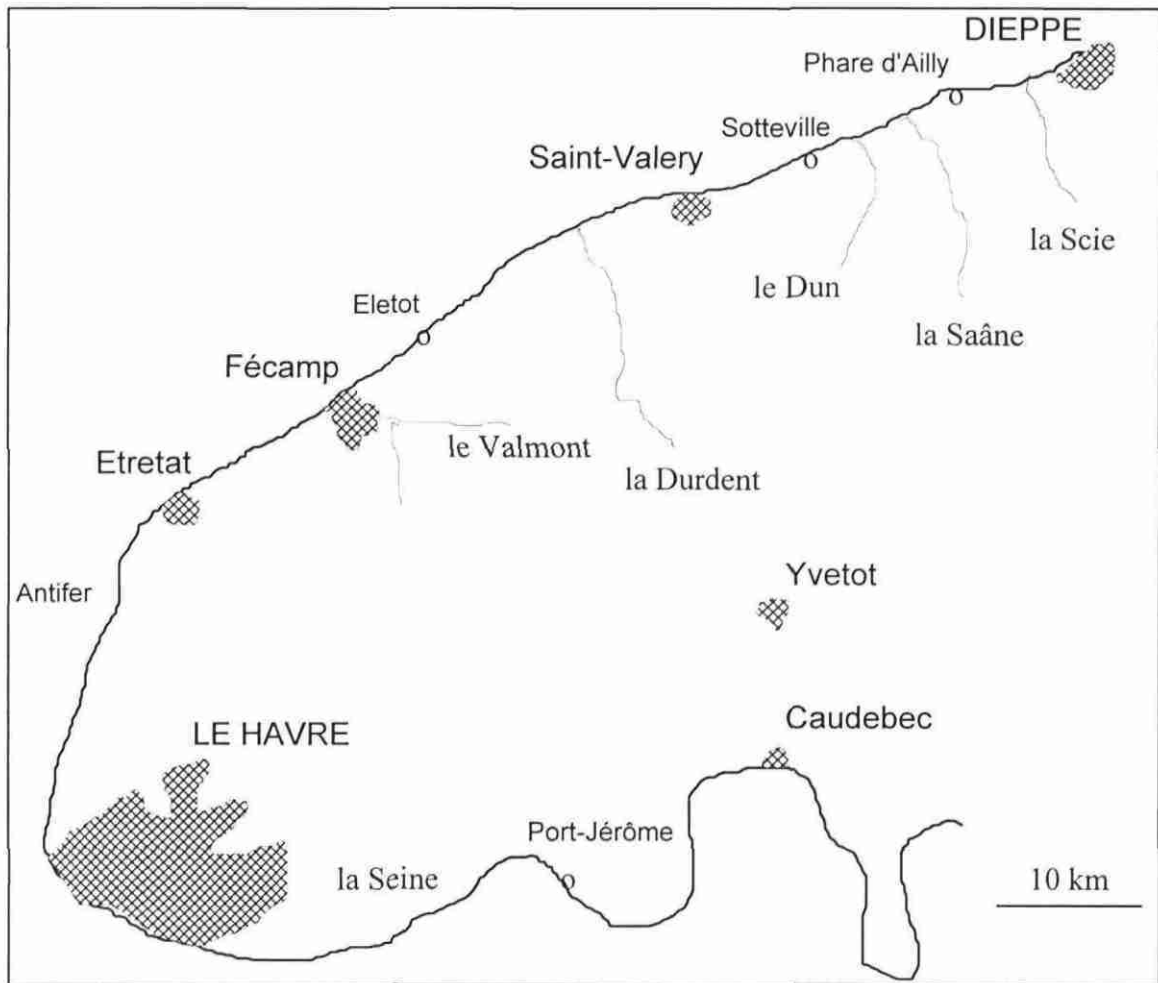 DIEPPE
Phare d'Ailly
Sotteville
Saint-Valery
la Scie
le Dun
la Saâne
Eletot
Fécamp
le Valmont
Etretat
la Durdent
Antifer
Yvetot
Caudebec
LE HAVRE
Port-Jérôme
la Seine
10 km